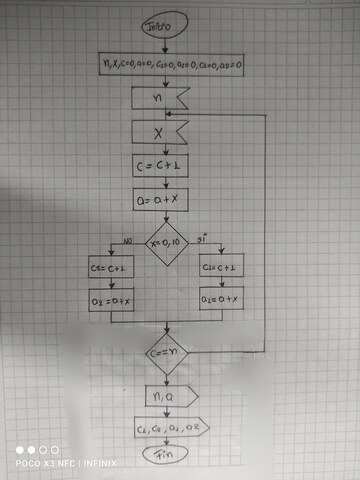 Inicio
n, x, c=0, a=0, c1=0, a1=0, c2=0, a2=0
n
x
c = c+1
a = a+x
x=0,10
NO
si
c2=c+1
c1=c+1
a2=a+x
a1=a+x
c==n
n, a
c1, c2, a1, a2
Fin
POCO X3 NFC | INFINIX